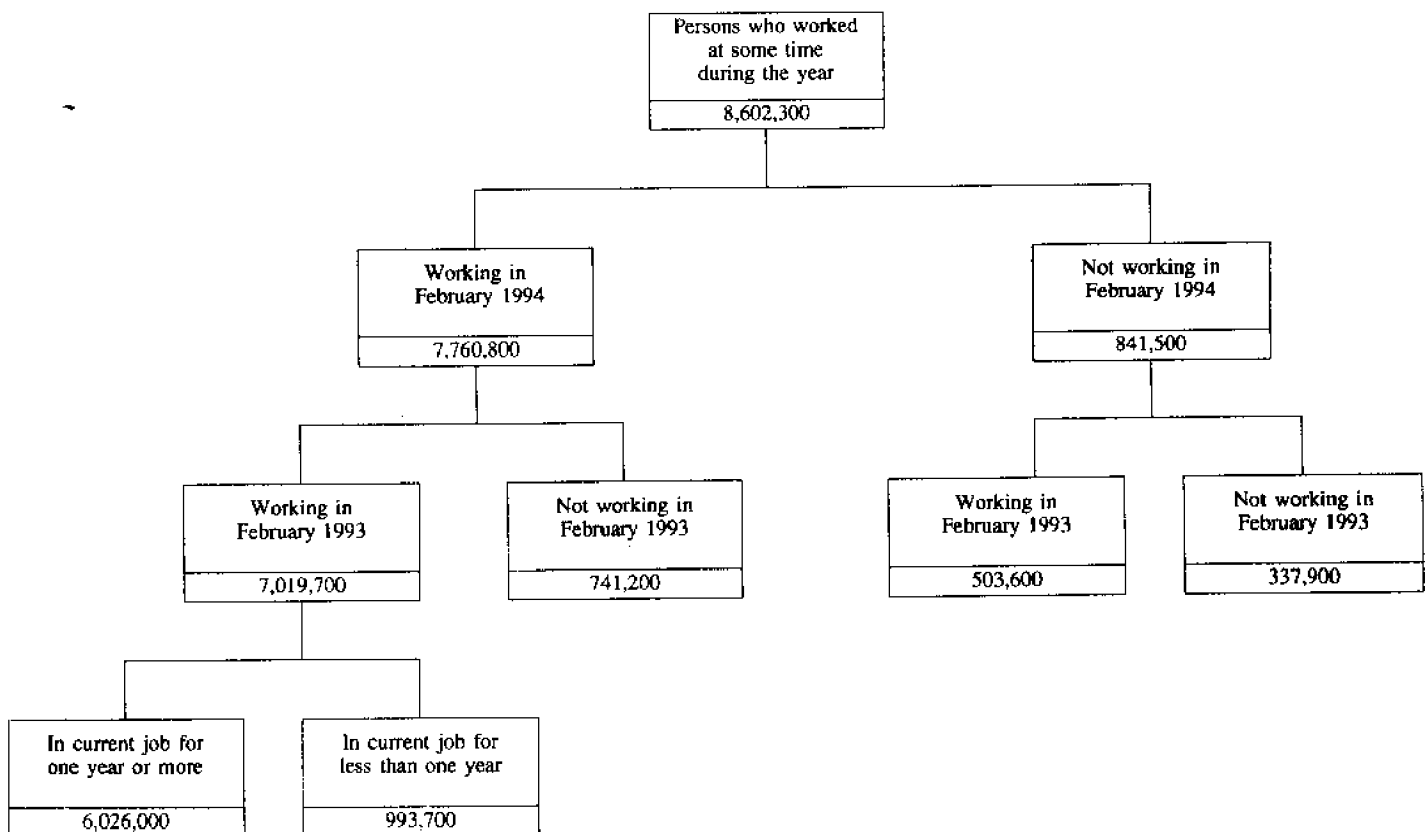 Persons who worked
at some time
during the year
8,602,300
Working in
February 1994
7,760,800
Not working in
February 1994
841,500
Working in
February 1993
7,019,700
Not working in
February 1993
741,200
Working in
February 1993
503,600
Not working in
February 1993
337,900
In current job for
one year or more
6,026,000
In current job for
less than one year
993,700